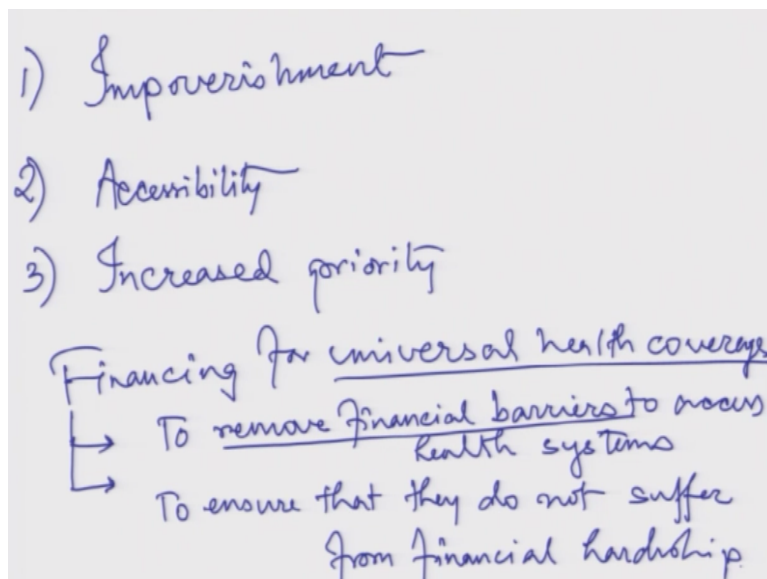 1) Impoverishment
2) Accessibility
3) Increased priority
Financing for universal health coverage
→ To remove financial barriers to access
health systems
→ To ensure that they do not suffer
from financial hardship.